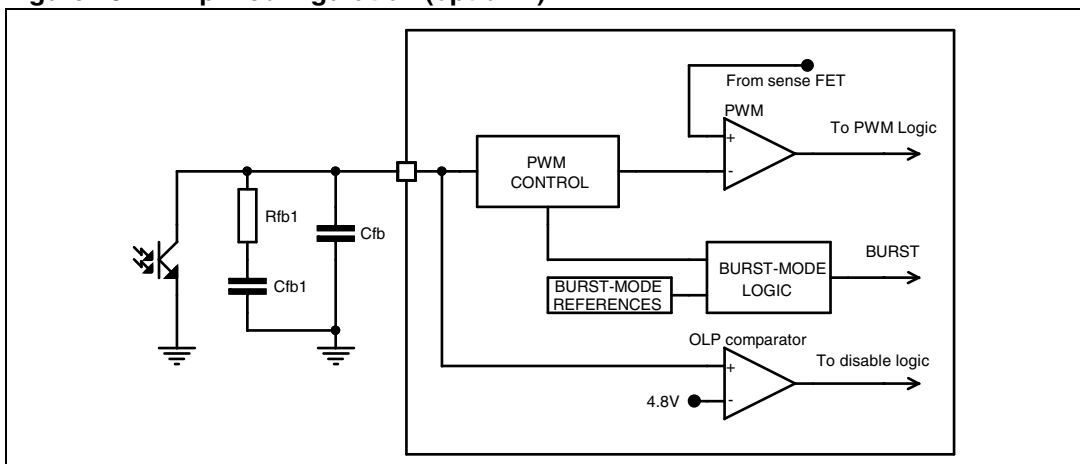 From sense FET
PWM
+
-
To PWM Logic
PWM
CONTROL
Rfb1
Cfb
Cfb1
BURST
BURST-MODE
LOGIC
BURST-MODE
REFERENCES
OLP comparator
+
-
To disable logic
4.8V